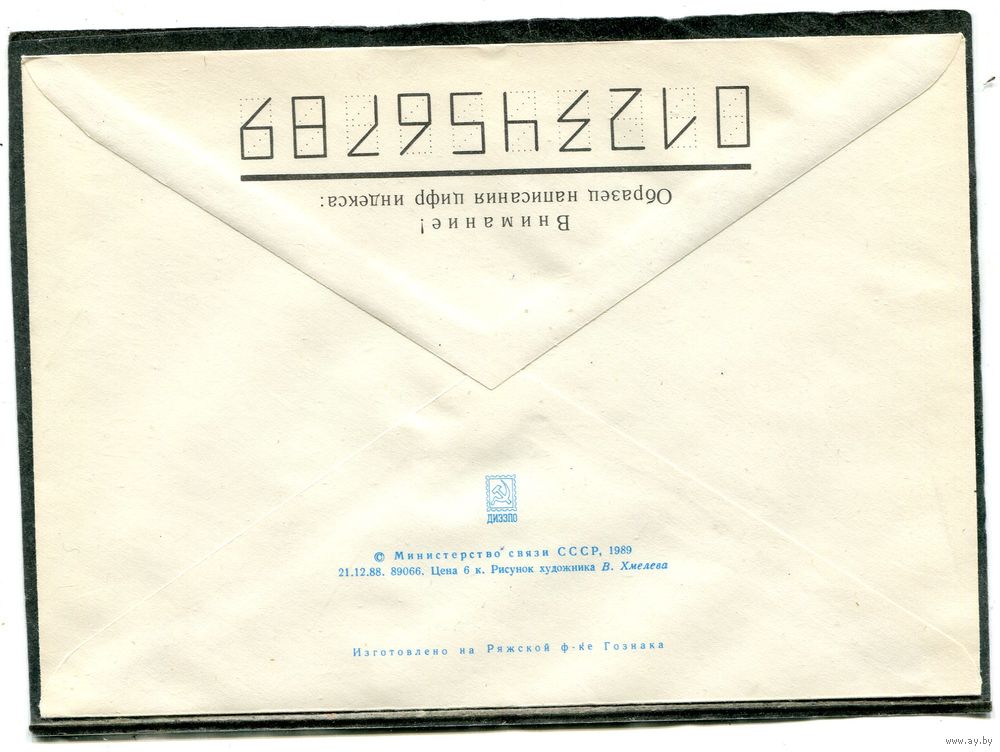 Внимание!
Образец написания цифр индекса:
0123456789
ДИЭЗПО
© Министерство связи СССР, 1989
21.12.88. 89066. Цена 6 к. Рисунок художника В. Хмелева
Изготовлено на Ряжской ф-ке Гознака
www.ay.by